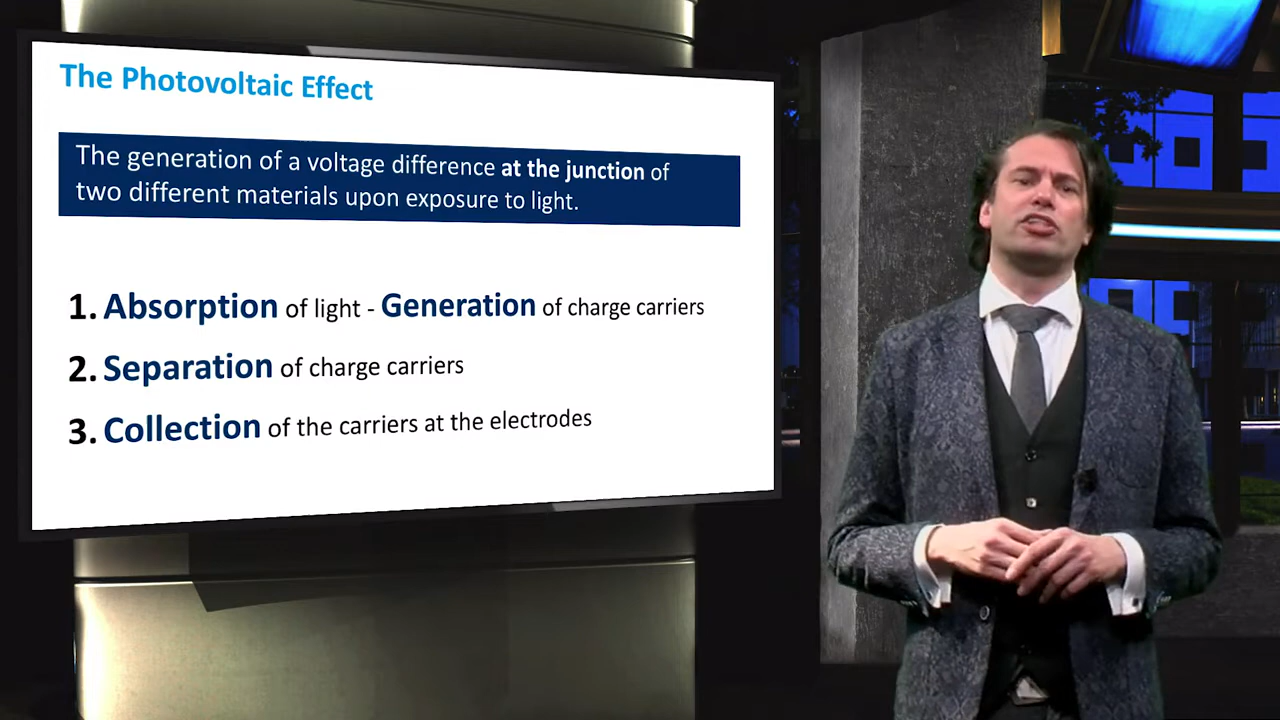 The Photovoltaic Effect
The generation of a voltage difference at the junction of
two different materials upon exposure to light.
1. Absorption of light - Generation of charge carriers
2. Separation of charge carriers
3. Collection of the carriers at the electrodes